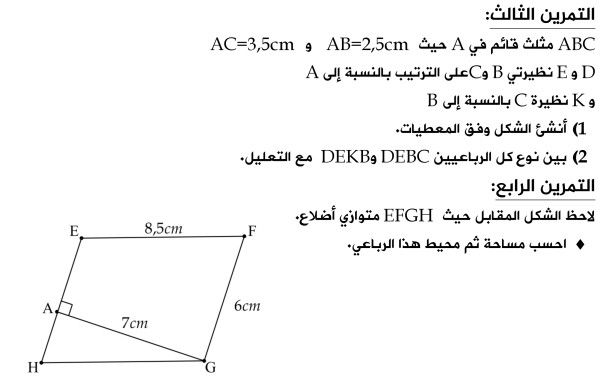 التمرين الثالث:
ABC مثلث قائم في A حيث AB=2,5cm و AC=3,5cm
D و E نظيرتي B وC على الترتيب بالنسبة إلى A
و K نظيرة C بالنسبة إلى B
1) أنشئ الشكل وفق المعطيات.
2) بين نوع كل الرباعيين DEBC وDEKB مع التعليل.
التمرين الرابع:
لاحظ الشكل المقابل حيث EFGH متوازي أضلاع.
♦ احسب مساحة ثم محيط هذا الرباعي.
E 8,5cm F
A 7cm 6cm
H G